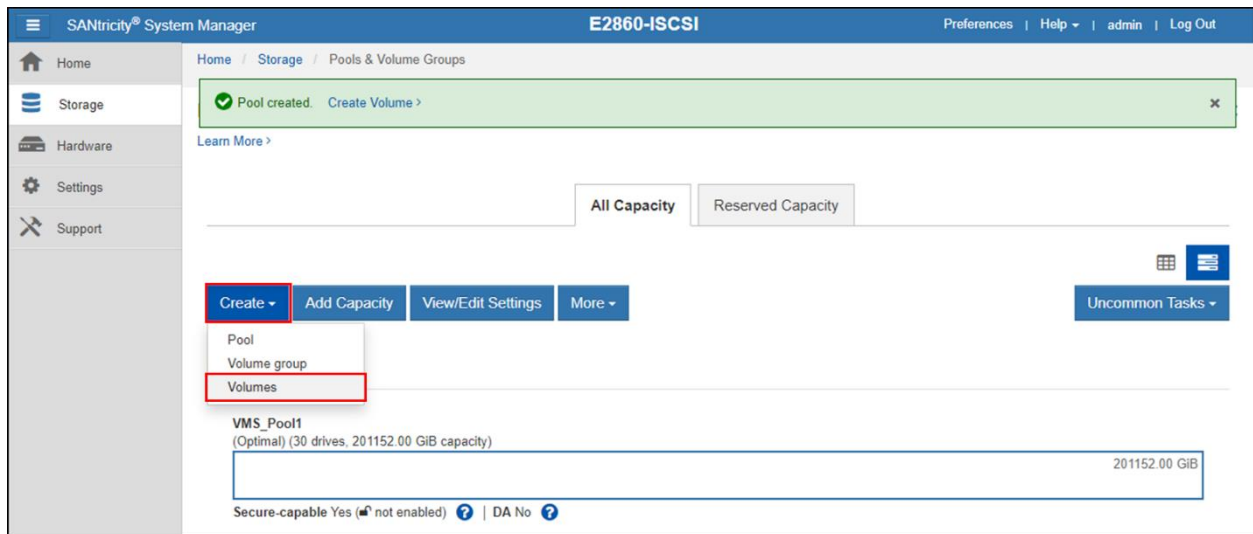 SANtricity® System Manager
E2860-ISCSI
Preferences | Help | admin | Log Out
Home
Storage
Hardware
Settings
Support
Home / Storage / Pools & Volume Groups
Pool created. Create Volume >
×
Learn More >
All Capacity
Reserved Capacity
Create
Add Capacity
View/Edit Settings
More
Uncommon Tasks
Pool
Volume group
Volumes
VMS_Pool1
(Optimal) (30 drives, 201152.00 GiB capacity)
201152.00 GiB
Secure-capable Yes ( not enabled) ? | DA No ?